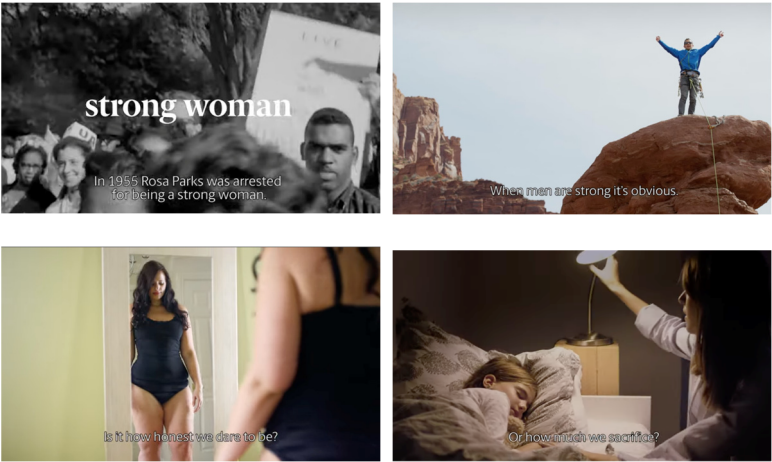 strong woman
In 1955 Rosa Parks was arrested
for being a strong woman.
When men are strong it's obvious.
Is it how honest we dare to be?
Or how much we sacrifice?